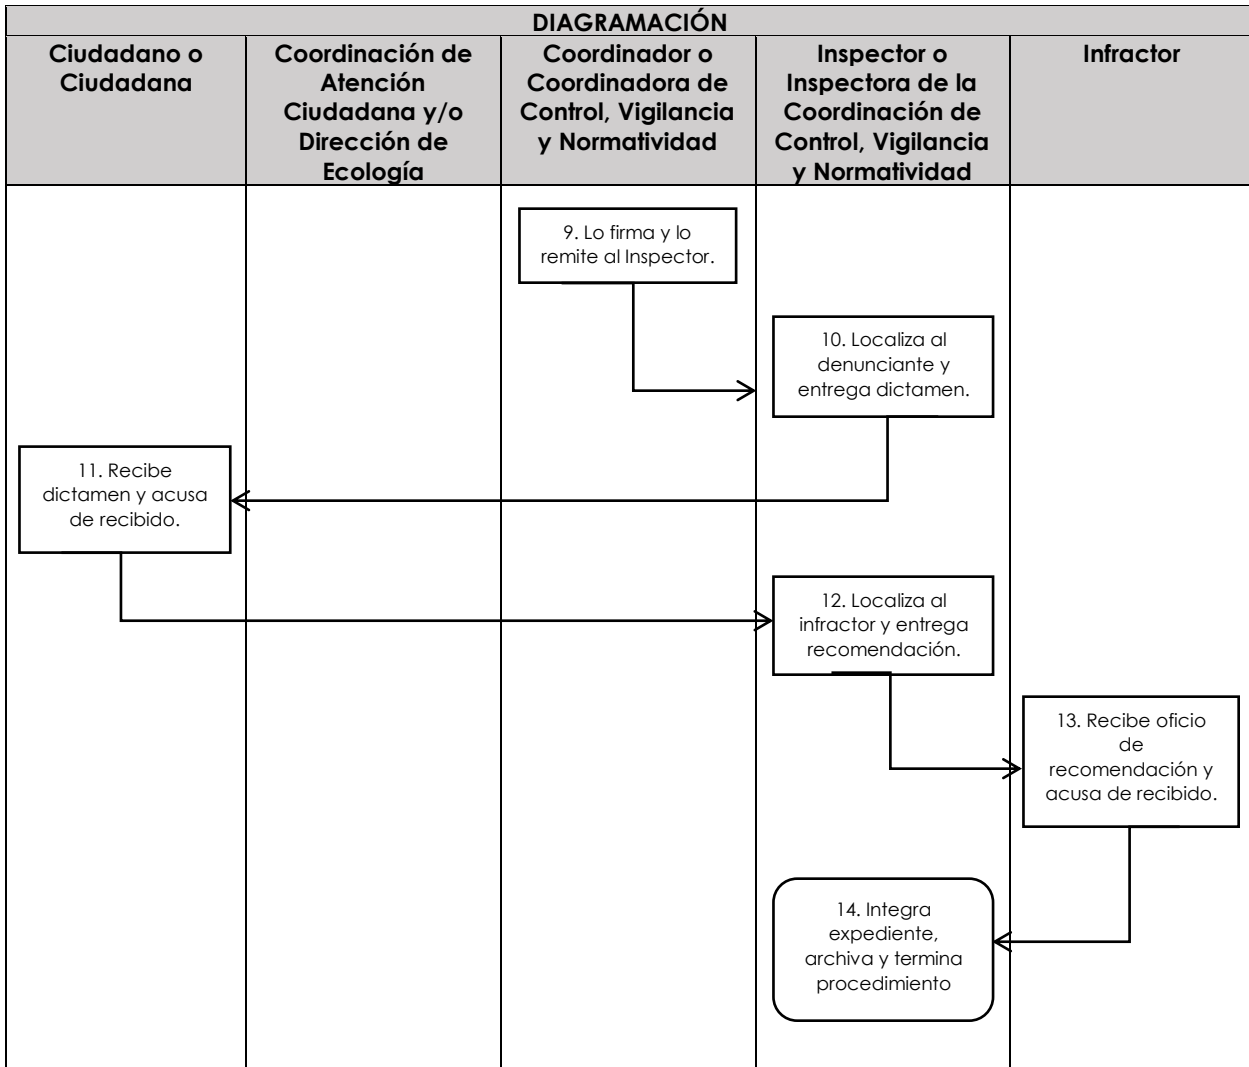 DIAGRAMACIÓN
Ciudadano o
Ciudadana
Coordinación de
Atención
Ciudadana y/o
Dirección de
Ecología
Coordinador o
Coordinadora de
Control, Vigilancia
y Normatividad
Inspector o
Inspectora de la
Coordinación de
Control, Vigilancia
y Normatividad
Infractor
9. Lo firma y lo
remite al Inspector.
10. Localiza al
denunciante y
entrega dictamen.
11. Recibe
dictamen y acusa
de recibido.
12. Localiza al
infractor y entrega
recomendación.
13. Recibe oficio
de
recomendación y
acusa de recibido.
14. Integra
expediente,
archiva y termina
procedimiento